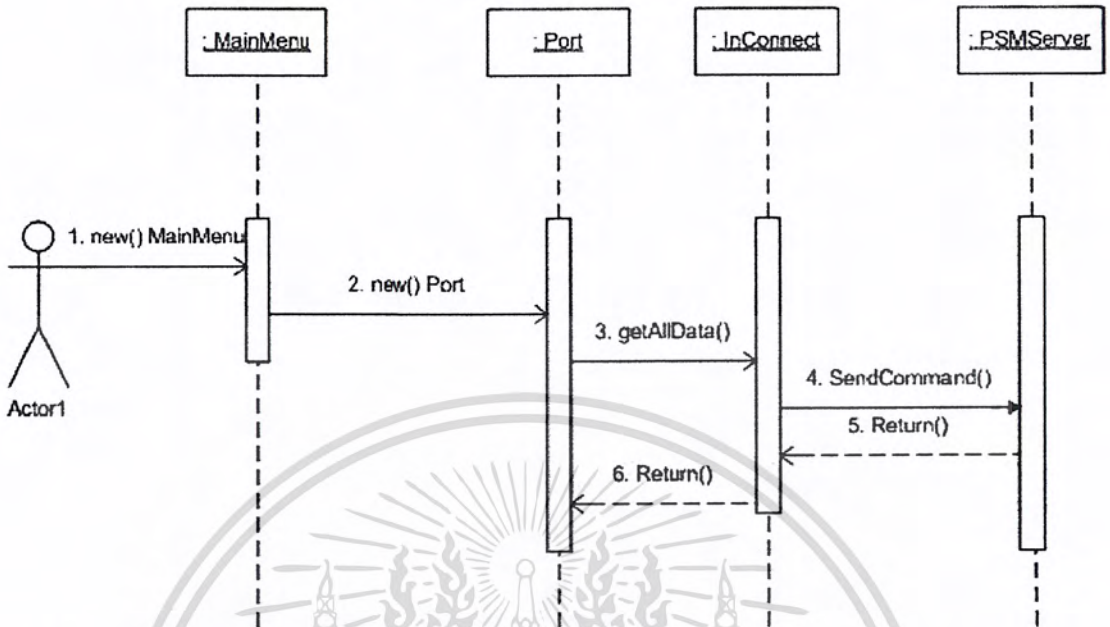 : MainMenu
: Port
: InConnect
: PSMServer
1. new() MainMenu
2. new() Port
3. getAllData()
4. SendCommand()
5. Return()
6. Return()
Actor1